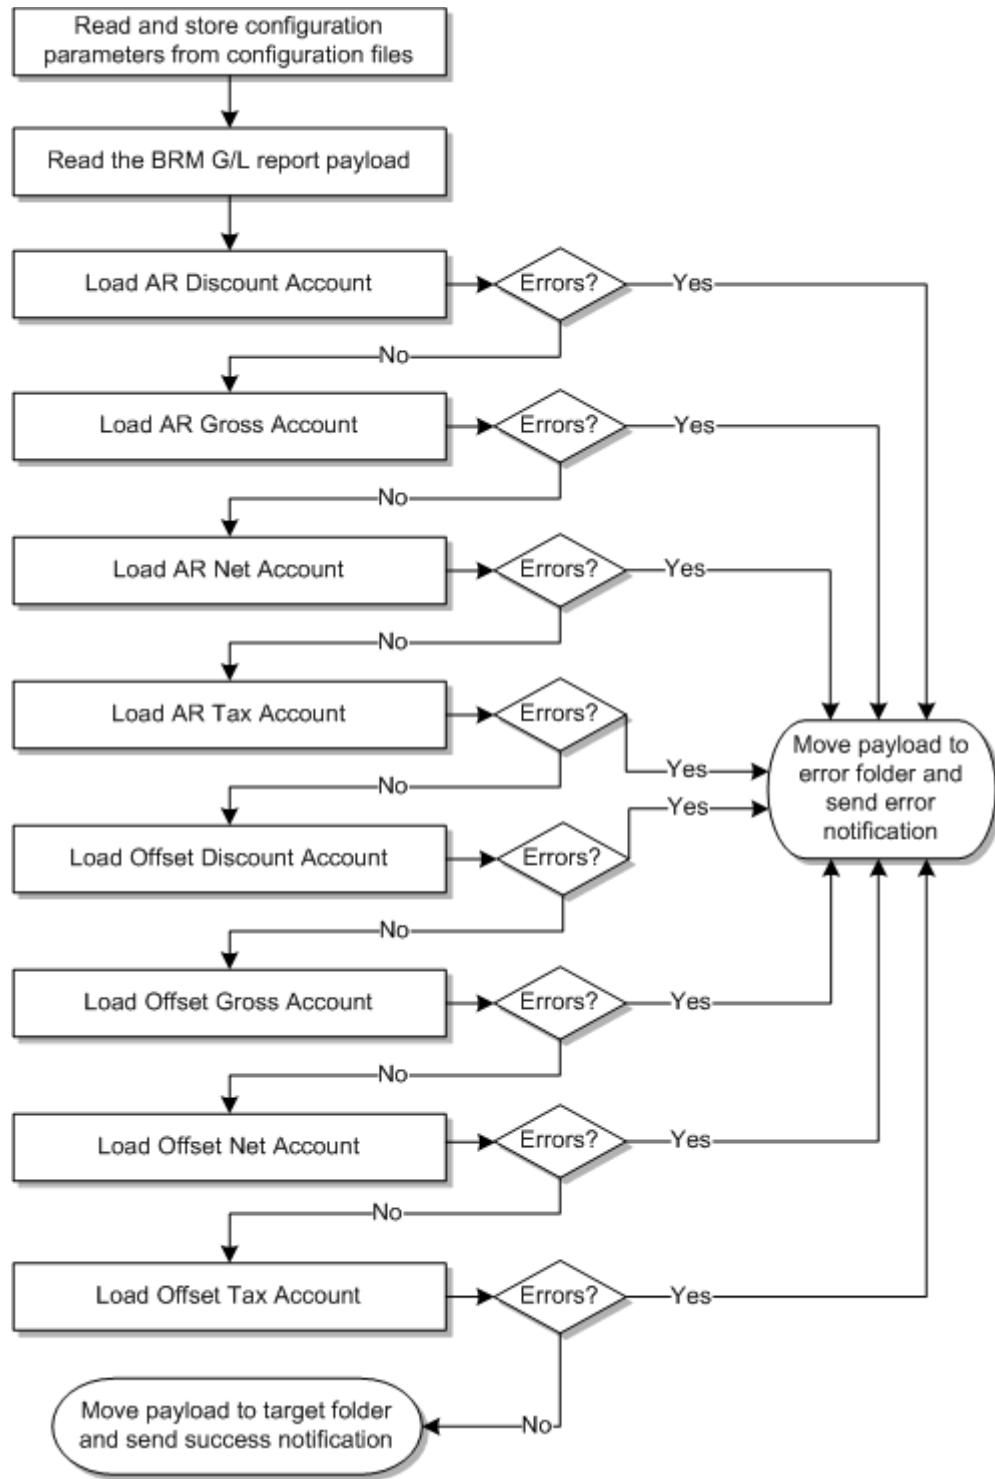 Read and store configuration
parameters from configuration files
Read the BRM G/L report payload
Load AR Discount Account
Errors?
Yes
No
Load AR Gross Account
Errors?
Yes
No
Load AR Net Account
Errors?
Yes
No
Load AR Tax Account
Errors?
Yes
No
Move payload to
error folder and
send error
notification
Load Offset Discount Account
Errors?
Yes
No
Load Offset Gross Account
Errors?
Yes
No
Load Offset Net Account
Errors?
Yes
No
Load Offset Tax Account
Errors?
Yes
No
Move payload to target folder
and send success notification